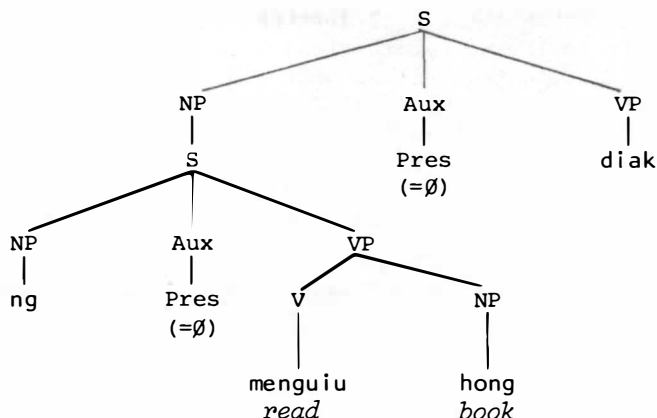 S
NP Aux VP
S Pres diak
(=Ø)
NP Aux VP
ng Pres V NP
(=Ø)
menguiu hong
read book